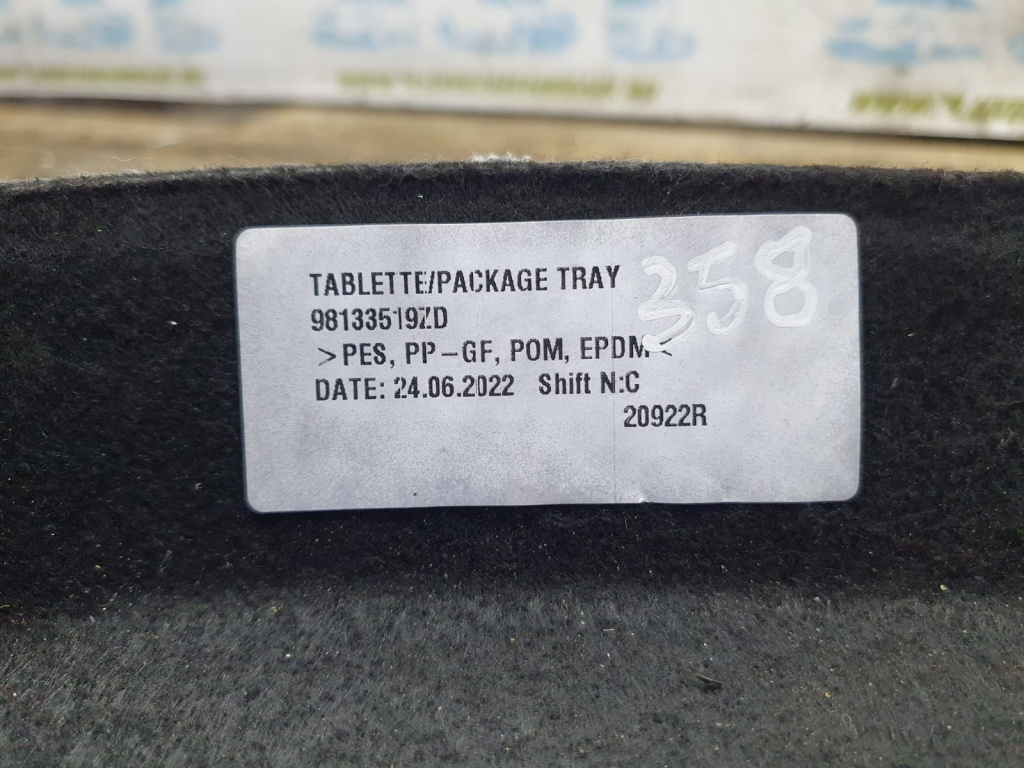 TABLETTE/PACKAGE TRAY
358
98133519ZD
>PES, PP-GF, POM, EPDM<
DATE: 24.06.2022 Shift N:C
20922R